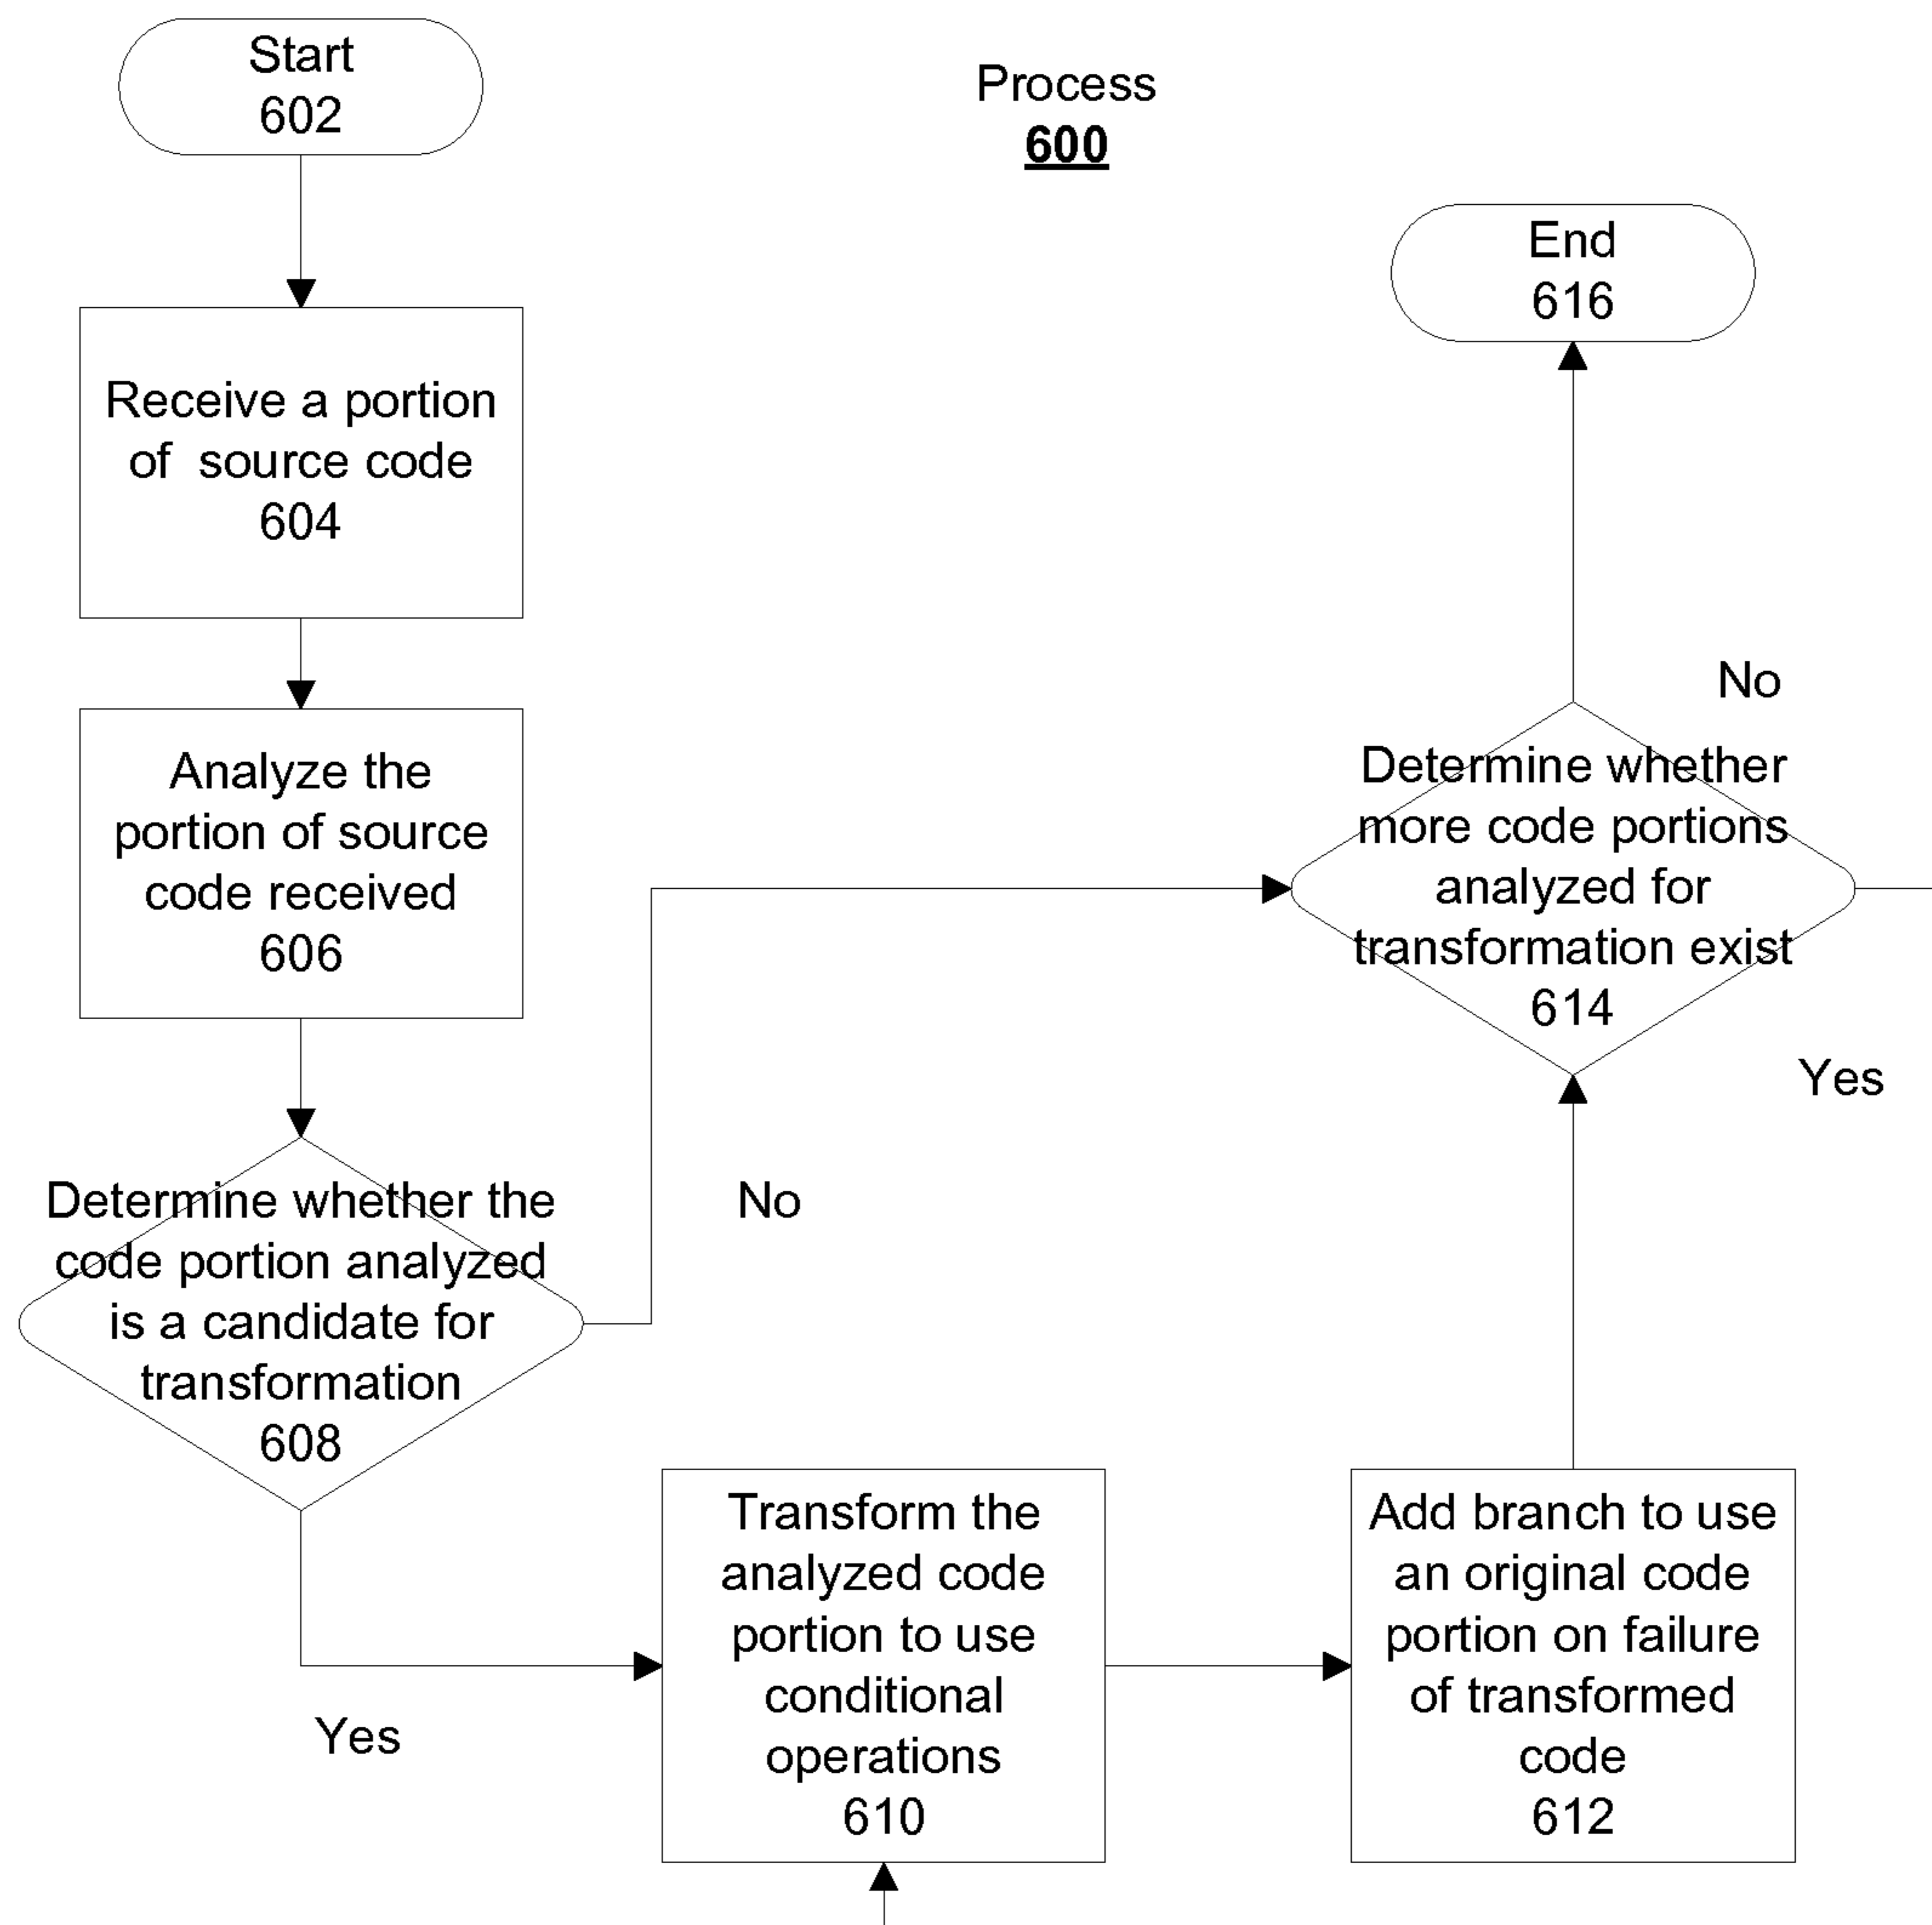 Start
602
Process
600
Receive a portion
of source code
604
Analyze the
portion of source
code received
606
Determine whether the
code portion analyzed
is a candidate for
transformation
608
No
Yes
Transform the
analyzed code
portion to use
conditional
operations
610
Add branch to use
an original code
portion on failure
of transformed
code
612
Determine whether
more code portions
analyzed for
transformation exist
614
No
Yes
End
616